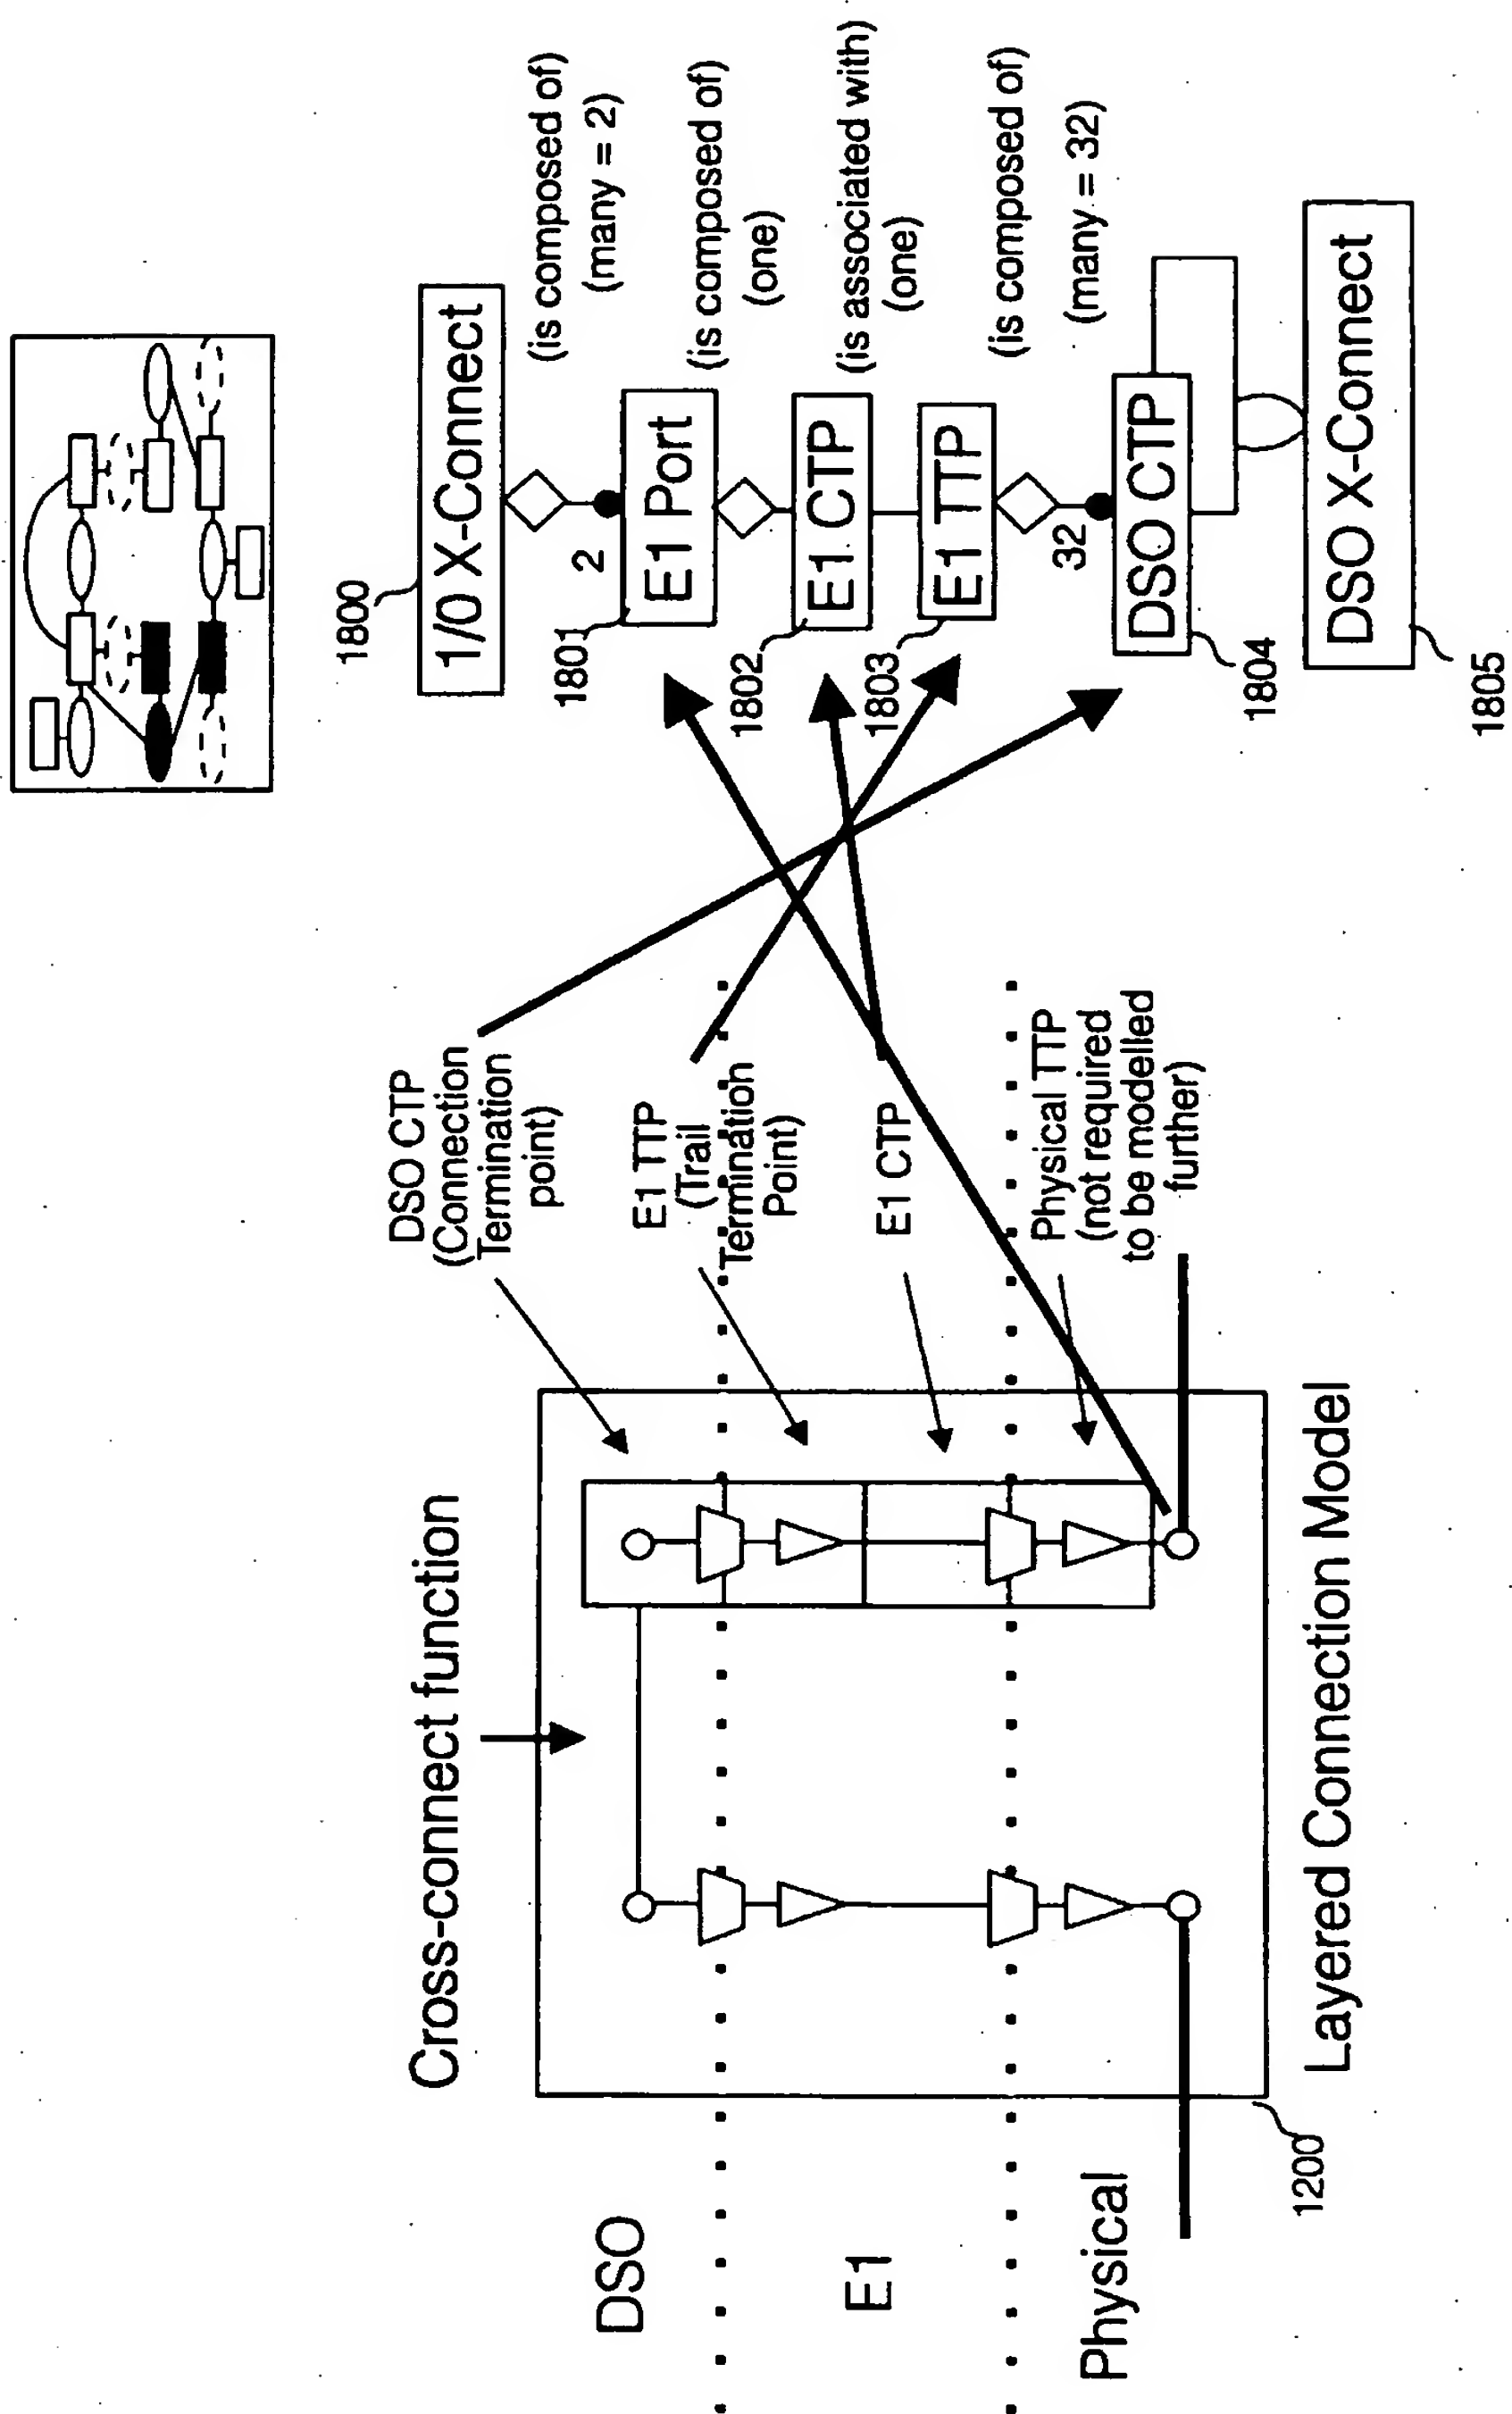 Cross-connect function
DSO
E1
Physical
1200
Layered Connection Model
DSO CTP
(Connection
Termination
point)
E1 TTP
(Trail
Termination
Point)
E1 CTP
Physical TTP
(not required
to be modelled
further)
1800
1/0 X-Connect
(is composed of)
(many = 2)
2
1801
E1 Port
(is composed of)
(one)
1802
E1 CTP
(is associated with)
(one)
1803
E1 TTP
(is composed of)
(many = 32)
32
DSO CTP
1804
DSO X-Connect
1805